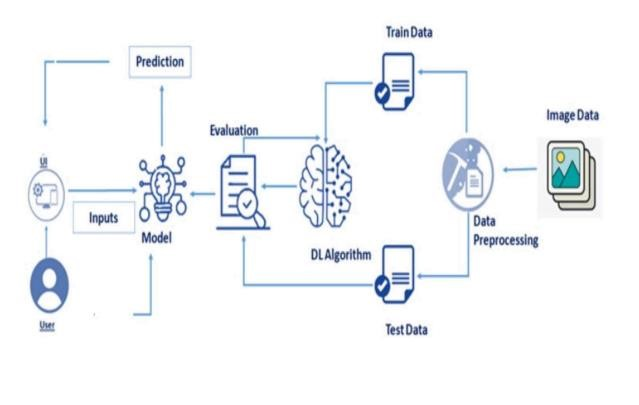 Train Data
Prediction
Image Data
Evaluation
UI
Inputs
Model
DL Algorithm
Data
Preprocessing
User
Test Data